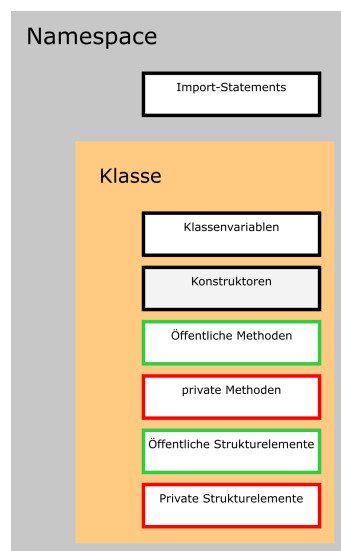 Namespace
Import-Statements
Klasse
Klassenvariablen
Konstruktoren
Öffentliche Methoden
private Methoden
Öffentliche Strukturelemente
Private Strukturelemente